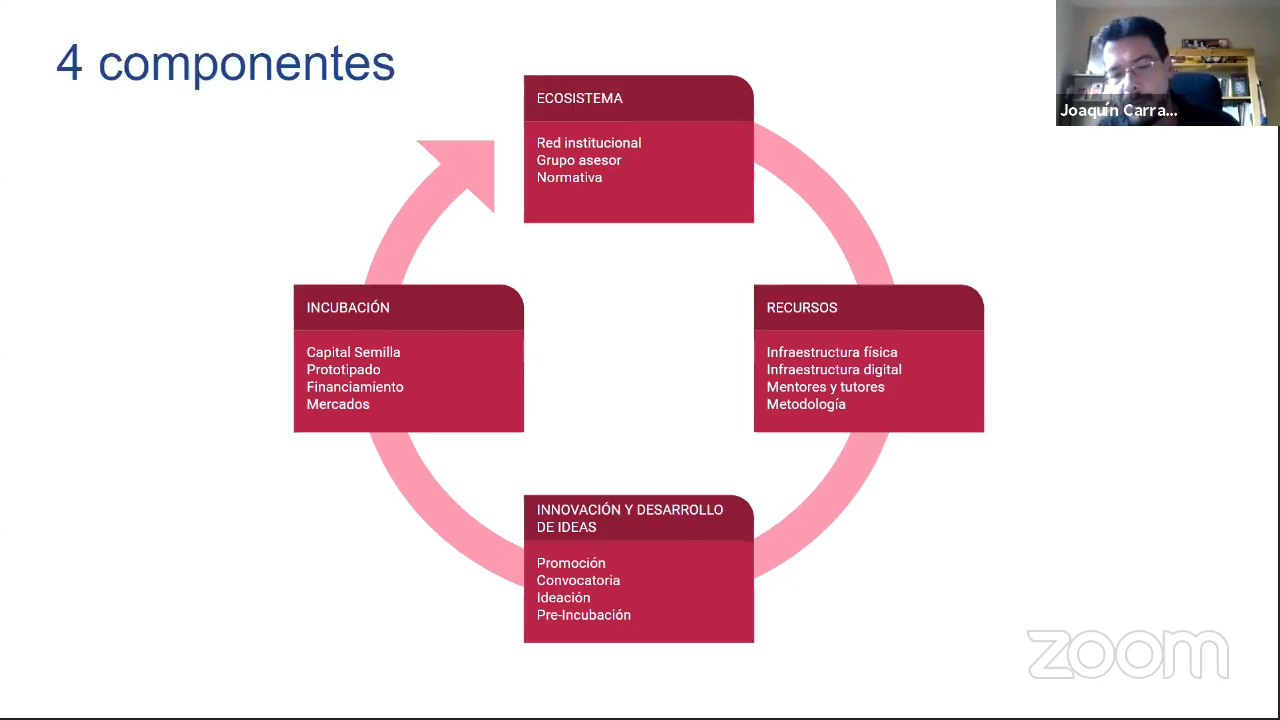 4 componentes
Joaquín Carra...
ECOSISTEMA
Red institucional
Grupo asesor
Normativa
INCUBACIÓN
Capital Semilla
Prototipado
Financiamiento
Mercados
RECURSOS
Infraestructura física
Infraestructura digital
Mentores y tutores
Metodología
INNOVACIÓN Y DESARROLLO
DE IDEAS
Promoción
Convocatoria
Ideación
Pre-Incubación
zoom